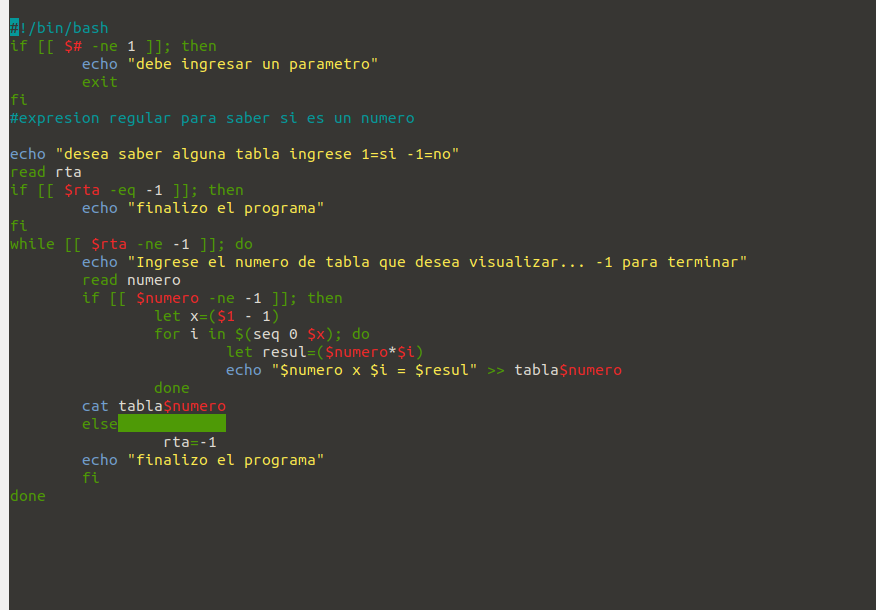 #!/bin/bash
if [[ $# -ne 1 ]]; then
        echo "debe ingresar un parametro"
        exit
fi
#expresion regular para saber si es un numero

echo "desea saber alguna tabla ingrese 1=si -1=no"
read rta
if [[ $rta -eq -1 ]]; then
        echo "finalizo el programa"
fi
while [[ $rta -ne -1 ]]; do
        echo "Ingrese el numero de tabla que desea visualizar... -1 para terminar"
        read numero
        if [[ $numero -ne -1 ]]; then
                let x=($1 - 1)
                for i in $(seq 0 $x); do
                        let resul=($numero*$i)
                        echo "$numero x $i = $resul" >> tabla$numero
                done
        cat tabla$numero
        else
                 rta=-1
        echo "finalizo el programa"
        fi
done